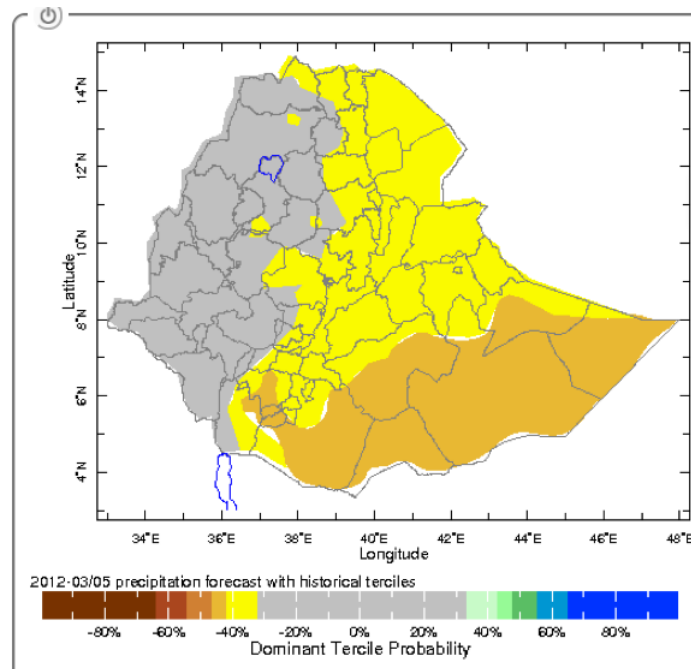 14°N
12°N
10°N
8°N
6°N
4°N
Latitude
34°E 36°E 38°E 40°E 42°E 44°E 46°E 48°E
Longitude
2012-03/05 precipitation forecast with historical terciles
-80% -60% -40% -20% 0% 20% 40% 60% 80%
Dominant Tercile Probability